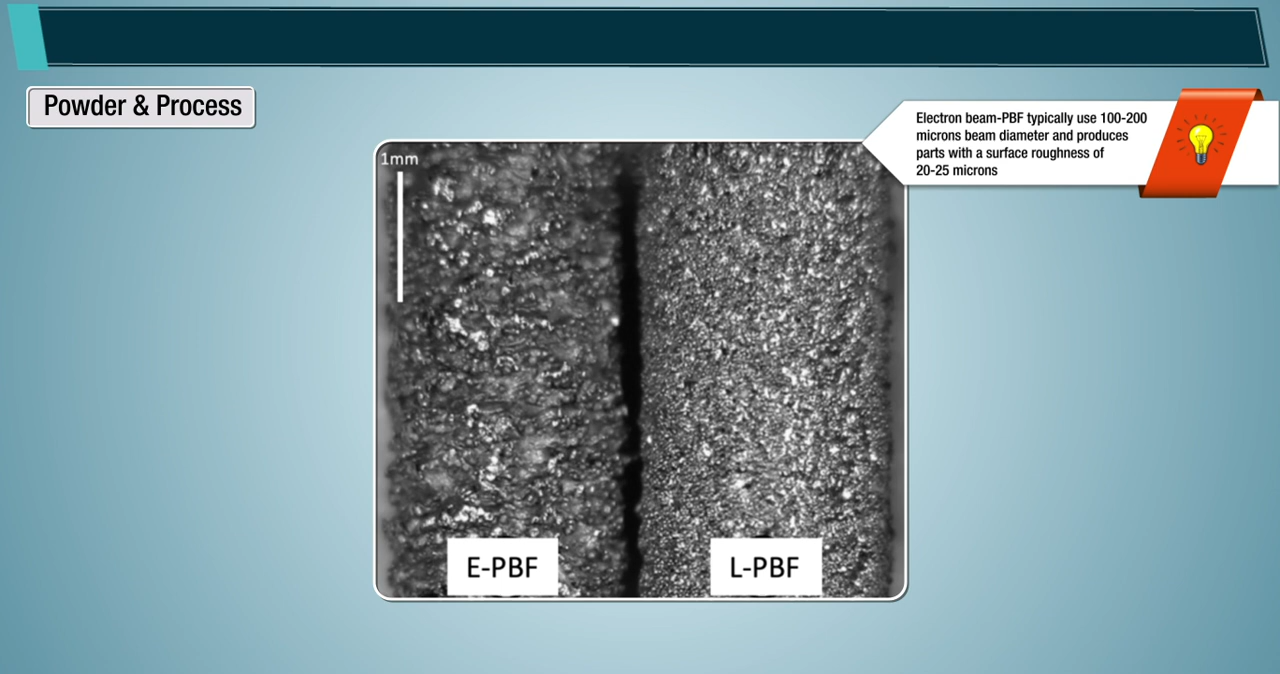 Powder & Process
Electron beam-PBF typically use 100-200
microns beam diameter and produces
parts with a surface roughness of
20-25 microns
1mm
E-PBF
L-PBF